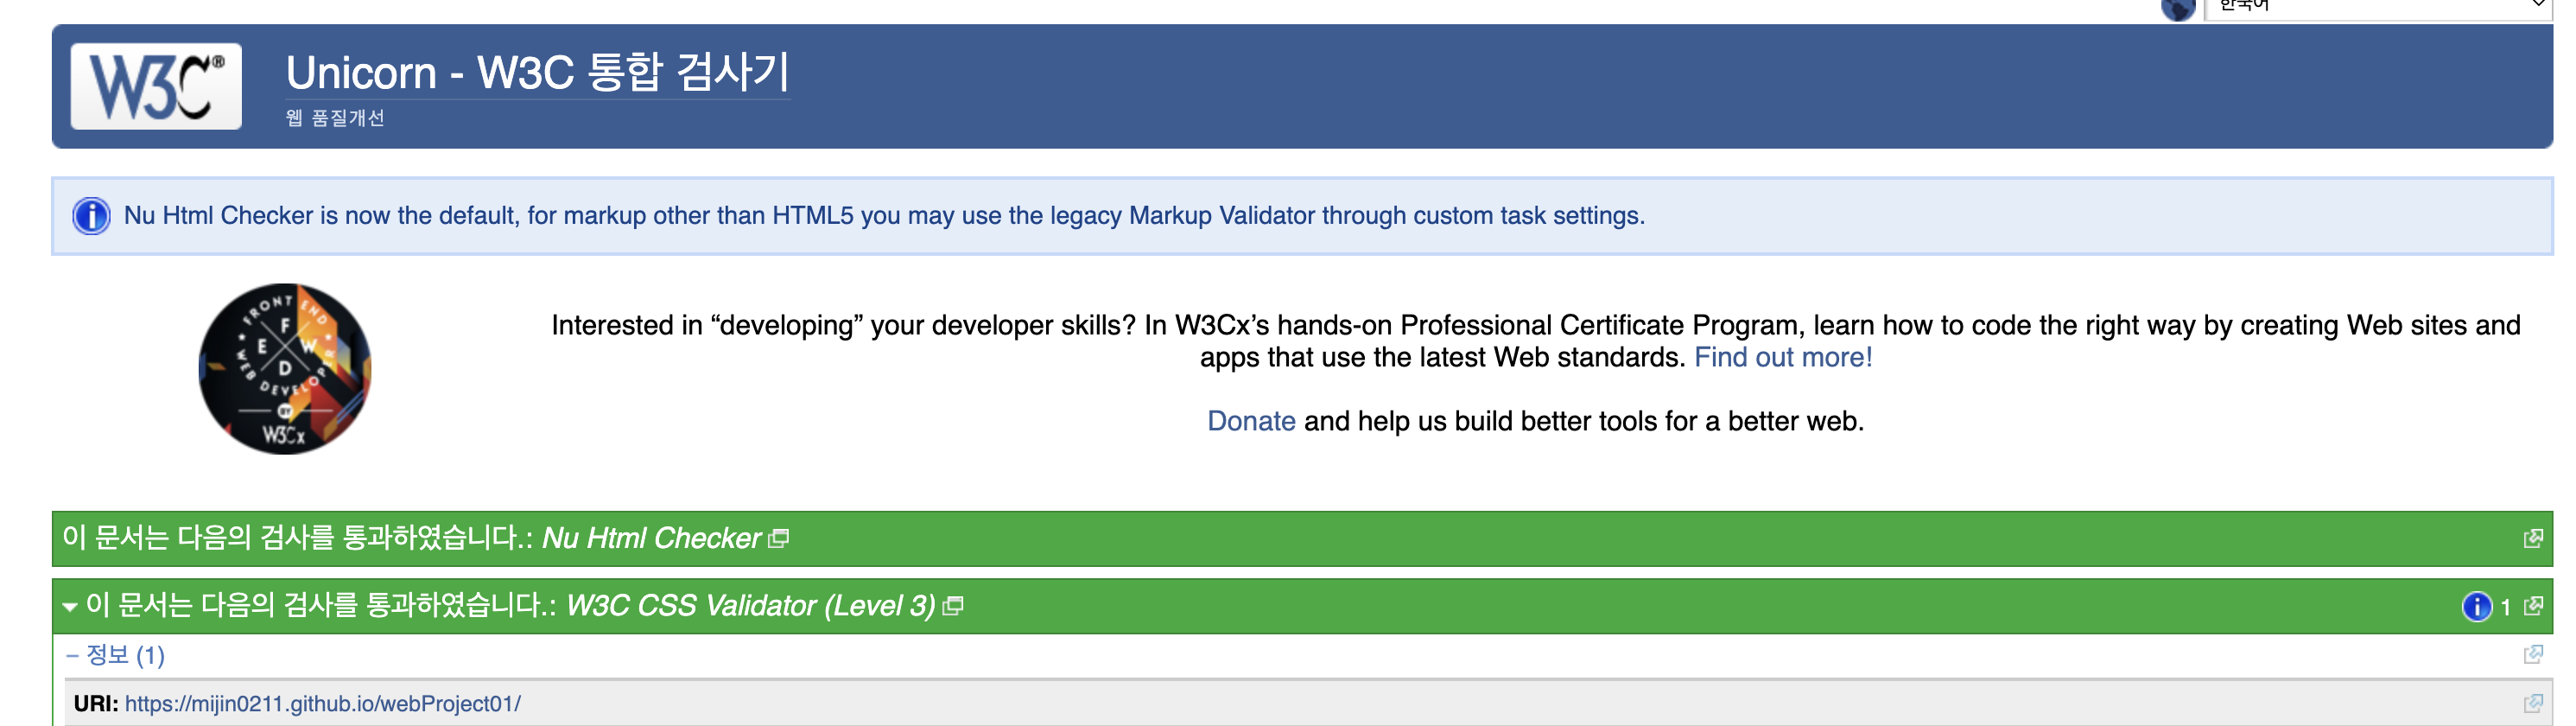 한국어
W3C®
Unicorn - W3C 통합 검사기
웹 품질개선
Nu Html Checker is now the default, for markup other than HTML5 you may use the legacy Markup Validator through custom task settings.
FRONT END
F
E W
D
WEB DEVELOPER
BY
W3Cx
Interested in “developing” your developer skills? In W3Cx’s hands-on Professional Certificate Program, learn how to code the right way by creating Web sites and
apps that use the latest Web standards. Find out more!
Donate and help us build better tools for a better web.
이 문서는 다음의 검사를 통과하였습니다.: Nu Html Checker
이 문서는 다음의 검사를 통과하였습니다.: W3C CSS Validator (Level 3) 1
− 정보 (1)
URI: https://mijin0211.github.io/webProject01/